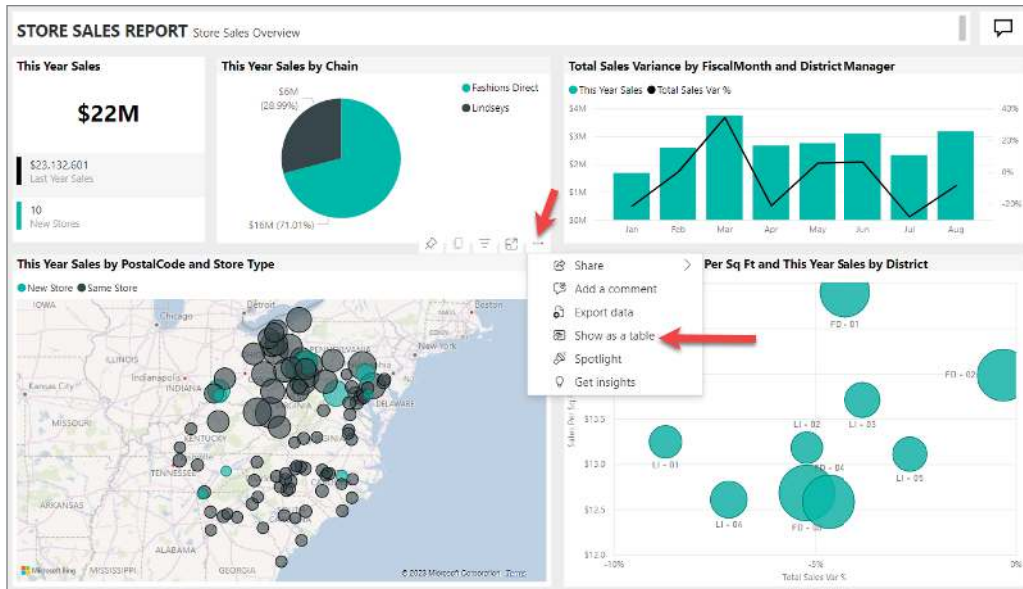 STORE SALES REPORT Store Sales Overview
This Year Sales
$22M
$23,132,601
Last Year Sales
10
New Stores
This Year Sales by Chain
$6M
(28.99%)
$16M (71.01%)
Fashions Direct
Lindseys
Total Sales Variance by FiscalMonth and District Manager
This Year Sales Total Sales Var %
$4M
$3M
$2M
$1M
$0M
40%
20%
0%
-20%
Jan Feb Mar Apr May Jun Jul Aug
This Year Sales by PostalCode and Store Type
New Store Same Store
IOWA
Chicago
Detroit
Boston
MASS
New York
ILLINOIS
Indianapolis
INDIANA
Kansas City
MISSOURI
KENTUCKY
DELAWARE
TENNESSEE
ARKANSAS
ALABAMA
MISSISSIPPI
GEORGIA
Microsoft Bing
© 2023 Microsoft Corporation Terms
Share
Add a comment
Export data
Show as a table
Spotlight
Get insights
Per Sq Ft and This Year Sales by District
Sales Per Sq
$13.5
$13.0
$12.5
$12.0
FD - 01
FD - 02
LI - 01
LI - 02
LI - 03
FD - 04
LI - 05
LI - 04
-10%
-5%
0%
Total Sales Var %